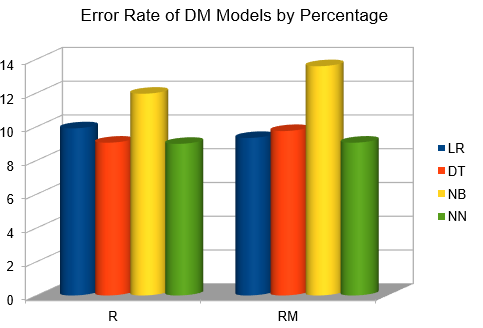 Error Rate of DM Models by Percentage
14
12
10
8
6
4
2
0
R
RM
LR
DT
NB
NN